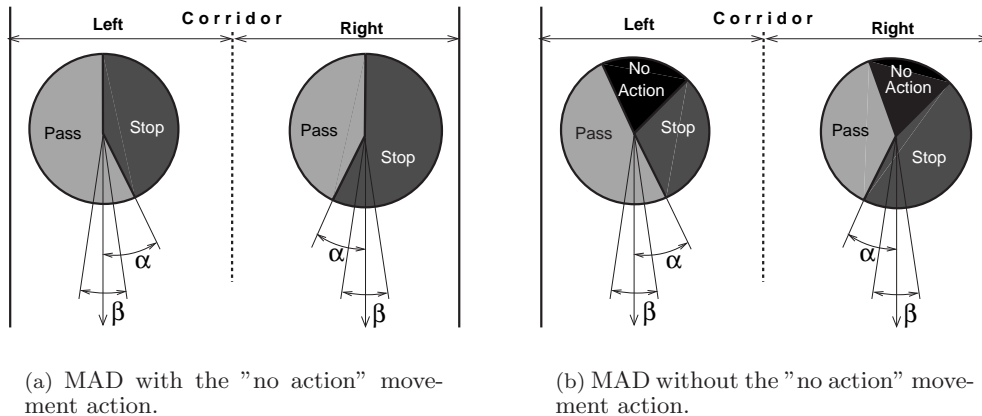 Corridor
Left
Right
Pass
Stop
Pass
Stop
α
β
α
β
(a) MAD with the ”no action” move-
ment action.
Corridor
Left
Right
No
Action
Pass
Stop
No
Action
Pass
Stop
α
β
α
β
(b) MAD without the ”no action” move-
ment action.